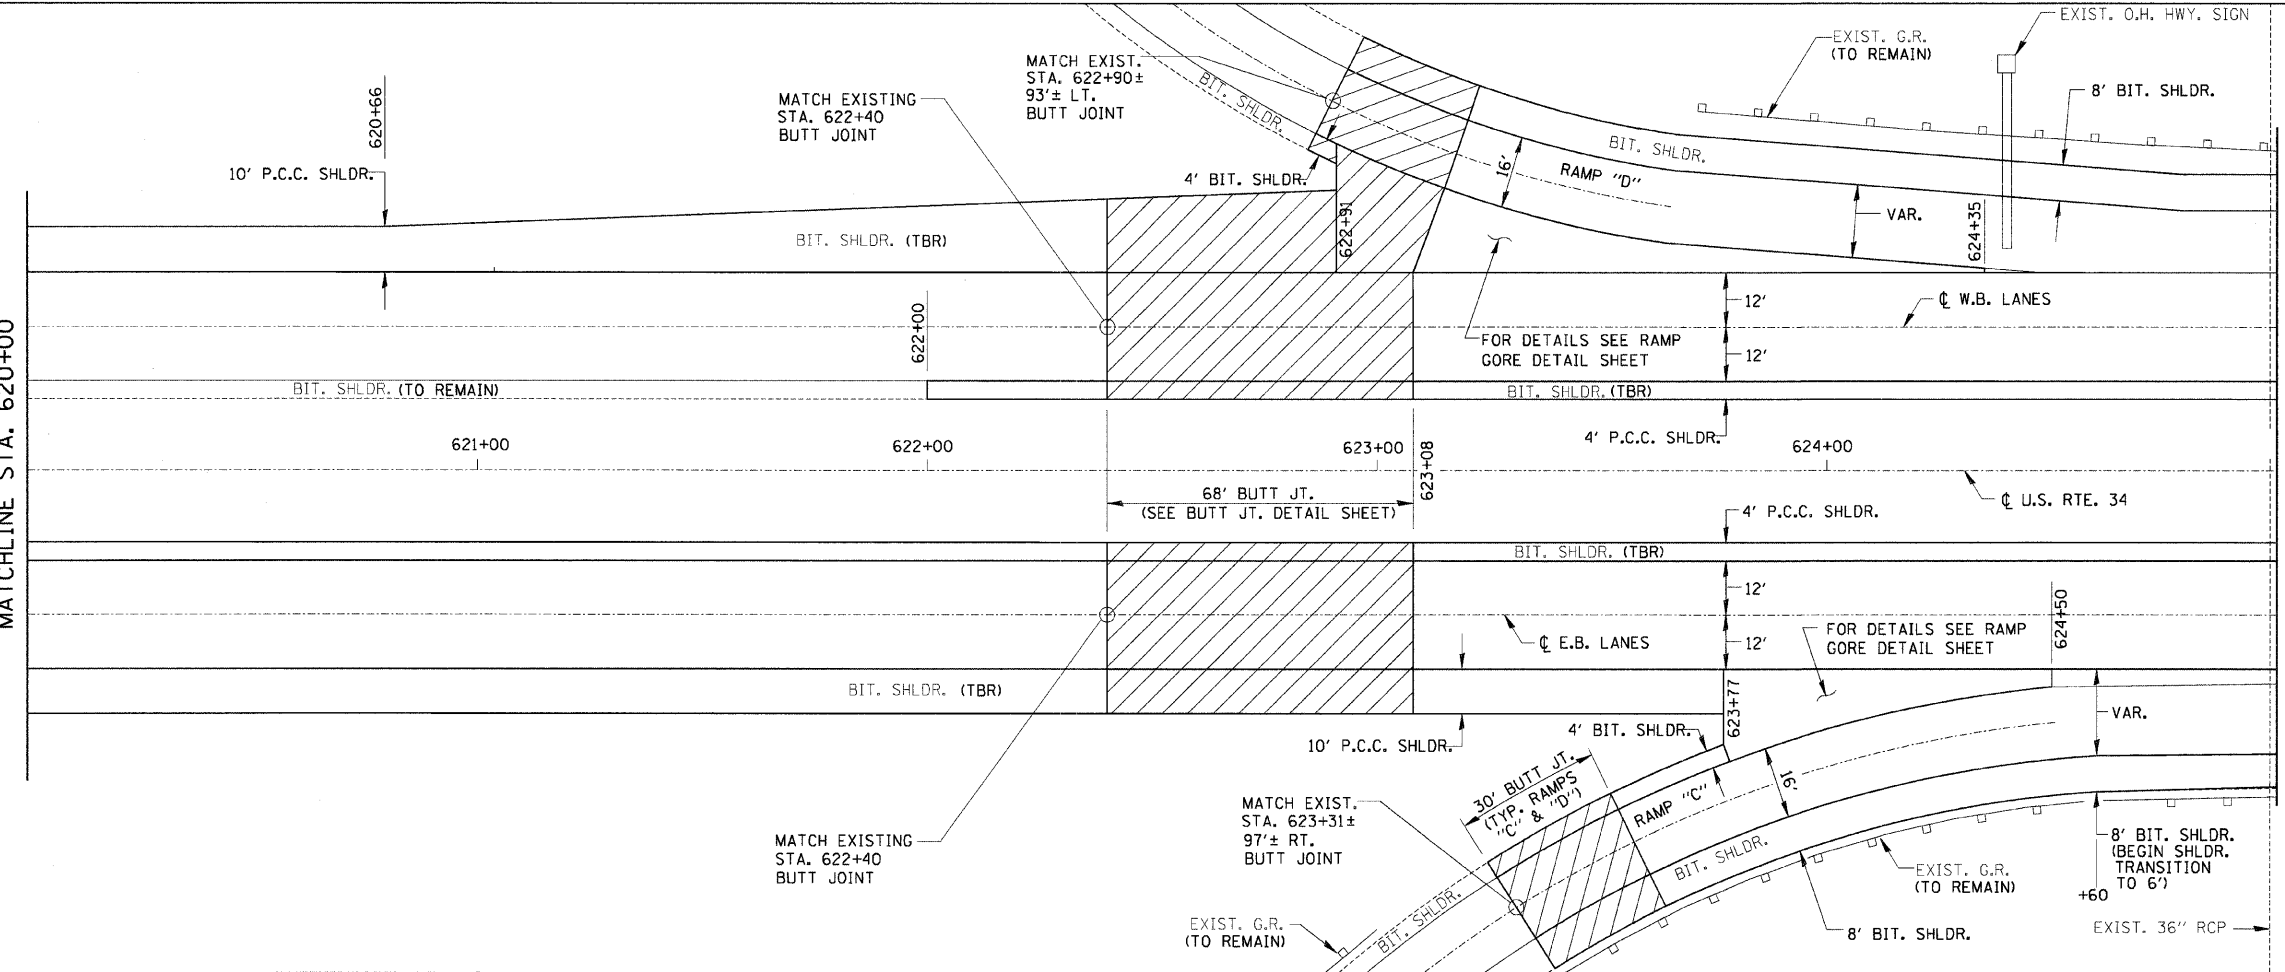 EXIST. O.H. HWY. SIGN
EXIST. G.R.
(TO REMAIN)
MATCH EXIST.
STA. 622+90±
93'± LT.
BUTT JOINT
BIT. SHLDR.
8' BIT. SHLDR.
620+66
MATCHING EXISTING
STA. 622+40
BUTT JOINT
10' P.C.C. SHLDR.
4' BIT. SHLDR.
16'
BIT. SHLDR.
RAMP "D"
VAR.
624+35
622+91
BIT. SHLDR. (TBR)
12'
℄ W.B. LANES
622+00
FOR DETAILS SEE RAMP
GORE DETAIL SHEET
12'
MATCHLINE STA. 620+00
BIT. SHLDR. (TO REMAIN)
BIT. SHLDR. (TBR)
4' P.C.C. SHLDR.
621+00
622+00
623+00
623+08
624+00
68' BUTT JT.
(SEE BUTT JT. DETAIL SHEET)
℄ U.S. RTE. 34
4' P.C.C. SHLDR.
BIT. SHLDR. (TBR)
12'
℄ E.B. LANES
12'
FOR DETAILS SEE RAMP
GORE DETAIL SHEET
624+50
BIT. SHLDR. (TBR)
623+77
VAR.
10' P.C.C. SHLDR.
4' BIT. SHLDR.
30' BUTT JT.
(TYP. RAMPS
"C" & "D")
RAMP "C"
16'
MATCH EXIST.
STA. 623+31±
97'± RT.
BUTT JOINT
MATCH EXISTING
STA. 622+40
BUTT JOINT
BIT. SHLDR.
8' BIT. SHLDR.
(BEGIN SHLDR.
TRANSITION
TO 6')
+60
EXIST. G.R.
(TO REMAIN)
BIT. SHLDR.
EXIST. G.R.
(TO REMAIN)
8' BIT. SHLDR.
EXIST. 36" RCP